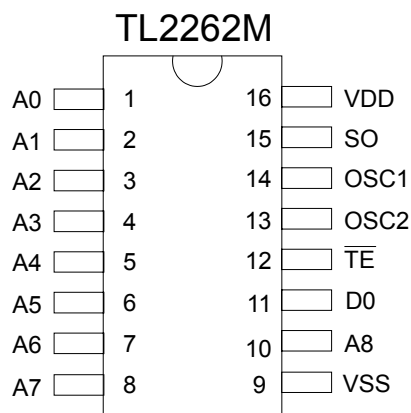 TL2262M
A0 1 16 VDD
A1 2 15 SO
A2 3 14 OSC1
A3 4 13 OSC2
A4 5 12 T̅E̅
A5 6 11 D0
A6 7 10 A8
A7 8 9 VSS